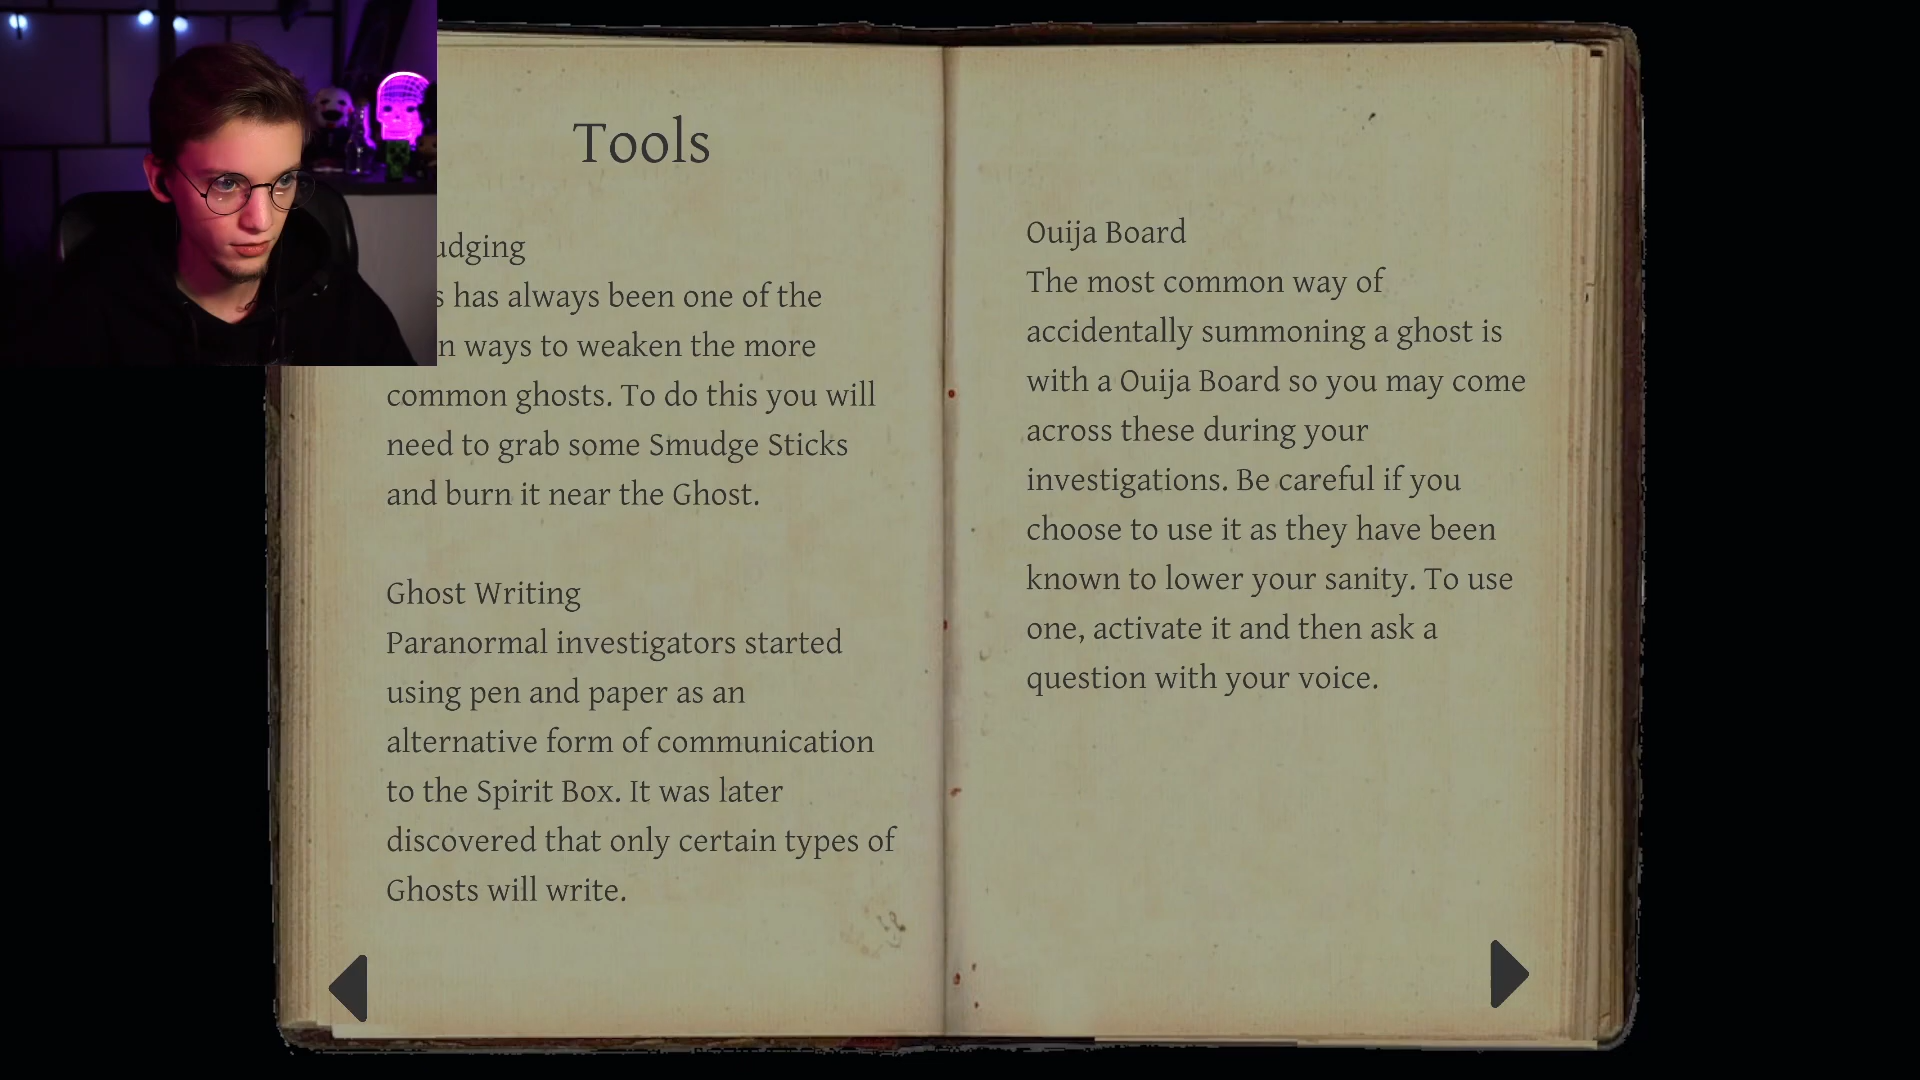 Tools
udging
s has always been one of the
n ways to weaken the more
common ghosts. To do this you will
need to grab some Smudge Sticks
and burn it near the Ghost.
Ghost Writing
Paranormal investigators started
using pen and paper as an
alternative form of communication
to the Spirit Box. It was later
discovered that only certain types of
Ghosts will write.
Ouija Board
The most common way of
accidentally summoning a ghost is
with a Ouija Board so you may come
across these during your
investigations. Be careful if you
choose to use it as they have been
known to lower your sanity. To use
one, activate it and then ask a
question with your voice.